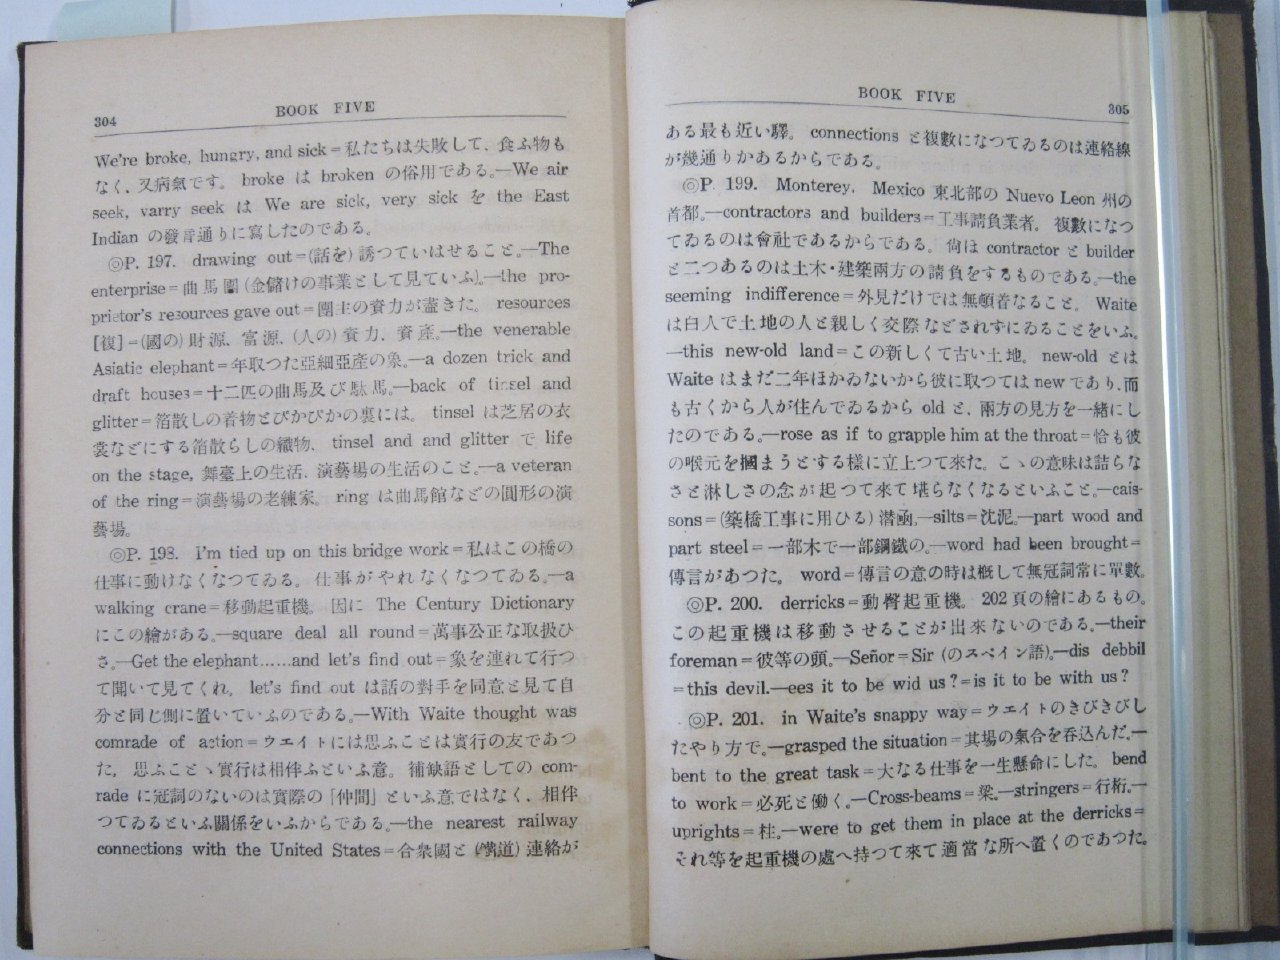 304
BOOK FIVE
We're broke, hungry, and sick=私たちは失敗して、食ふ物も
なく、又病氣です。 broke は broken の俗用である。—We air
seek, varry seek は We are sick, very sick を the East
Indian の發音通りに寫したのである。
◎P. 197. drawing out=(話を)誘つていはせること。—The
enterprise=曲馬團(金儲けの事業として見ていふ)。—the pro-
prietor's resources gave out=團主の資力が盡きた。 resources
[復]=(國の)財源、富源、(人の)資力、資産。—the venerable
Asiatic elephant=年取つた亞細亞産の象。—a dozen trick and
draft houses=十二匹の曲馬及び駄馬。—back of tinsel and
glitter=箔散しの着物とぴかぴかの裏には。 tinsel は芝居の衣
裳などにする箔散らしの織物、 tinsel and and glitter で life
on the stage, 舞臺上の生活、演藝場の生活のこと。—a veteran
of the ring=演藝場の老練家。 ring は曲馬館などの圓形の演
藝場。
◎P. 198. I'm tied up on this bridge work=私はこの橋の
仕事に動けなくなつてゐる。仕事がやれなくなつてゐる。—a
walking crane=移動起重機。因に The Century Dictionary
にこの繪がある。—square deal all round=萬事公正な取扱ひ
さ。—Get the elephant......and let's find out=象を連れて行つ
て聞いて見てくれ。 let's find out は話の對手を同意と見て自
分と同じ側に置いていふのである。—With Waite thought was
comrade of action=ウエイトには思ふことは實行の友であつ
た。思ふことゝ實行は相伴ふといふ意。補缺語としての com-
rade に冠詞のないのは實際の「仲間」といふ意ではなく、相伴
つてゐるといふ關係をいふからである。—the nearest railway
connections with the United States=合衆國と(道)連絡が
BOOK FIVE
305
ある最も近い驛。 connections と複數になつてゐるのは連絡線
が幾通りかあるからである。
◎P. 199. Monterey, Mexico 東北部の Nuevo Leon 州の
首都。—contractors and builders=工事請負業者。複數になつ
てゐるのは會社であるからである。尚は contractor と builder
と二つあるのは土木・建築兩方の請負をするものである。—the
seeming indifference=外見だけでは無頓着なること。 Waite
は白人で土地の人と親しく交際などされずにゐることをいふ。
—this new-old land=この新しくて古い土地。 new-old とは
Waite はまだ二年ほかゐないから彼に取つては new であり、而
も古くから人が住んでゐるから old と、兩方の見方を一緒にし
たのである。—rose as if to grapple him at the throat=恰も彼
の喉元を摑まうとする樣に立上つて來た。こゝの意味は詰らな
さと淋しさの念が起つて來て堪らなくなるといふこと。—cais-
sons=(築橋工事に用ひる)潜函。—silts=沈泥。—part wood and
part steel=一部木で一部鋼鐵の。—word had been brought=
傳言があつた。 word=傳言の意の時は概して無冠詞常に單數。
◎P. 200. derricks=動臂起重機。 202頁の繪にあるもの。
この起重機は移動させることが出來ないのである。—their
foreman=彼等の頭。—Señor=Sir (のスペイン語)。—dis debbil
=this devil.—ees it to be wid us?=is it to be with us?
◎P. 201. in Waite's snappy way=ウエイトのきびきびし
たやり方で。—grasped the situation=其場の氣合を呑込んだ。—
bent to the great task=大なる仕事を一生懸命にした。 bend
to work=必死と働く。—Cross-beams=梁。—stringers=行桁。—
uprights=柱。—were to get them in place at the derricks=
それ等を起重機の處へ持つて來て適當な所へ置くのであつた。